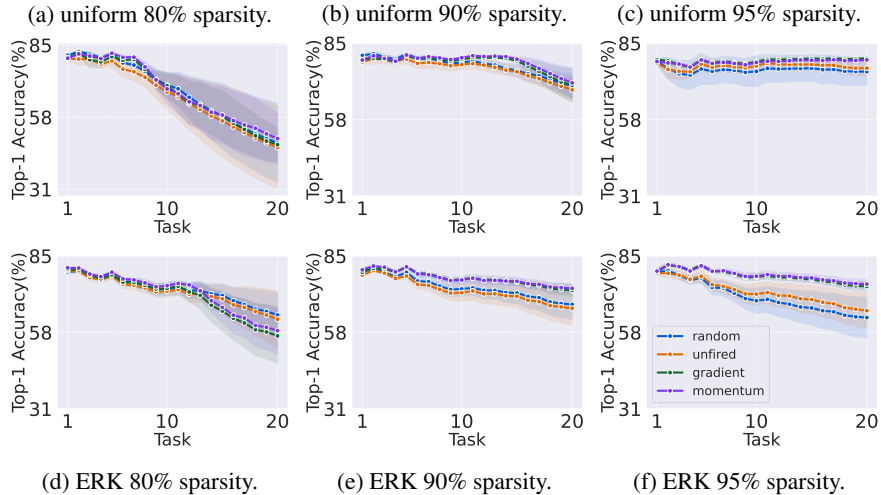 (a) uniform 80% sparsity. (b) uniform 90% sparsity. (c) uniform 95% sparsity.
85 85 85
58 58 58
31 31 31
Top-1 Accuracy(%) Top-1 Accuracy(%) Top-1 Accuracy(%)
1 10 20 1 10 20 1 10 20
Task Task Task
85 85 85
58 58 58
31 31 31
Top-1 Accuracy(%) Top-1 Accuracy(%) Top-1 Accuracy(%)
random
unfired
gradient
momentum
1 10 20 1 10 20 1 10 20
Task Task Task
(d) ERK 80% sparsity. (e) ERK 90% sparsity. (f) ERK 95% sparsity.